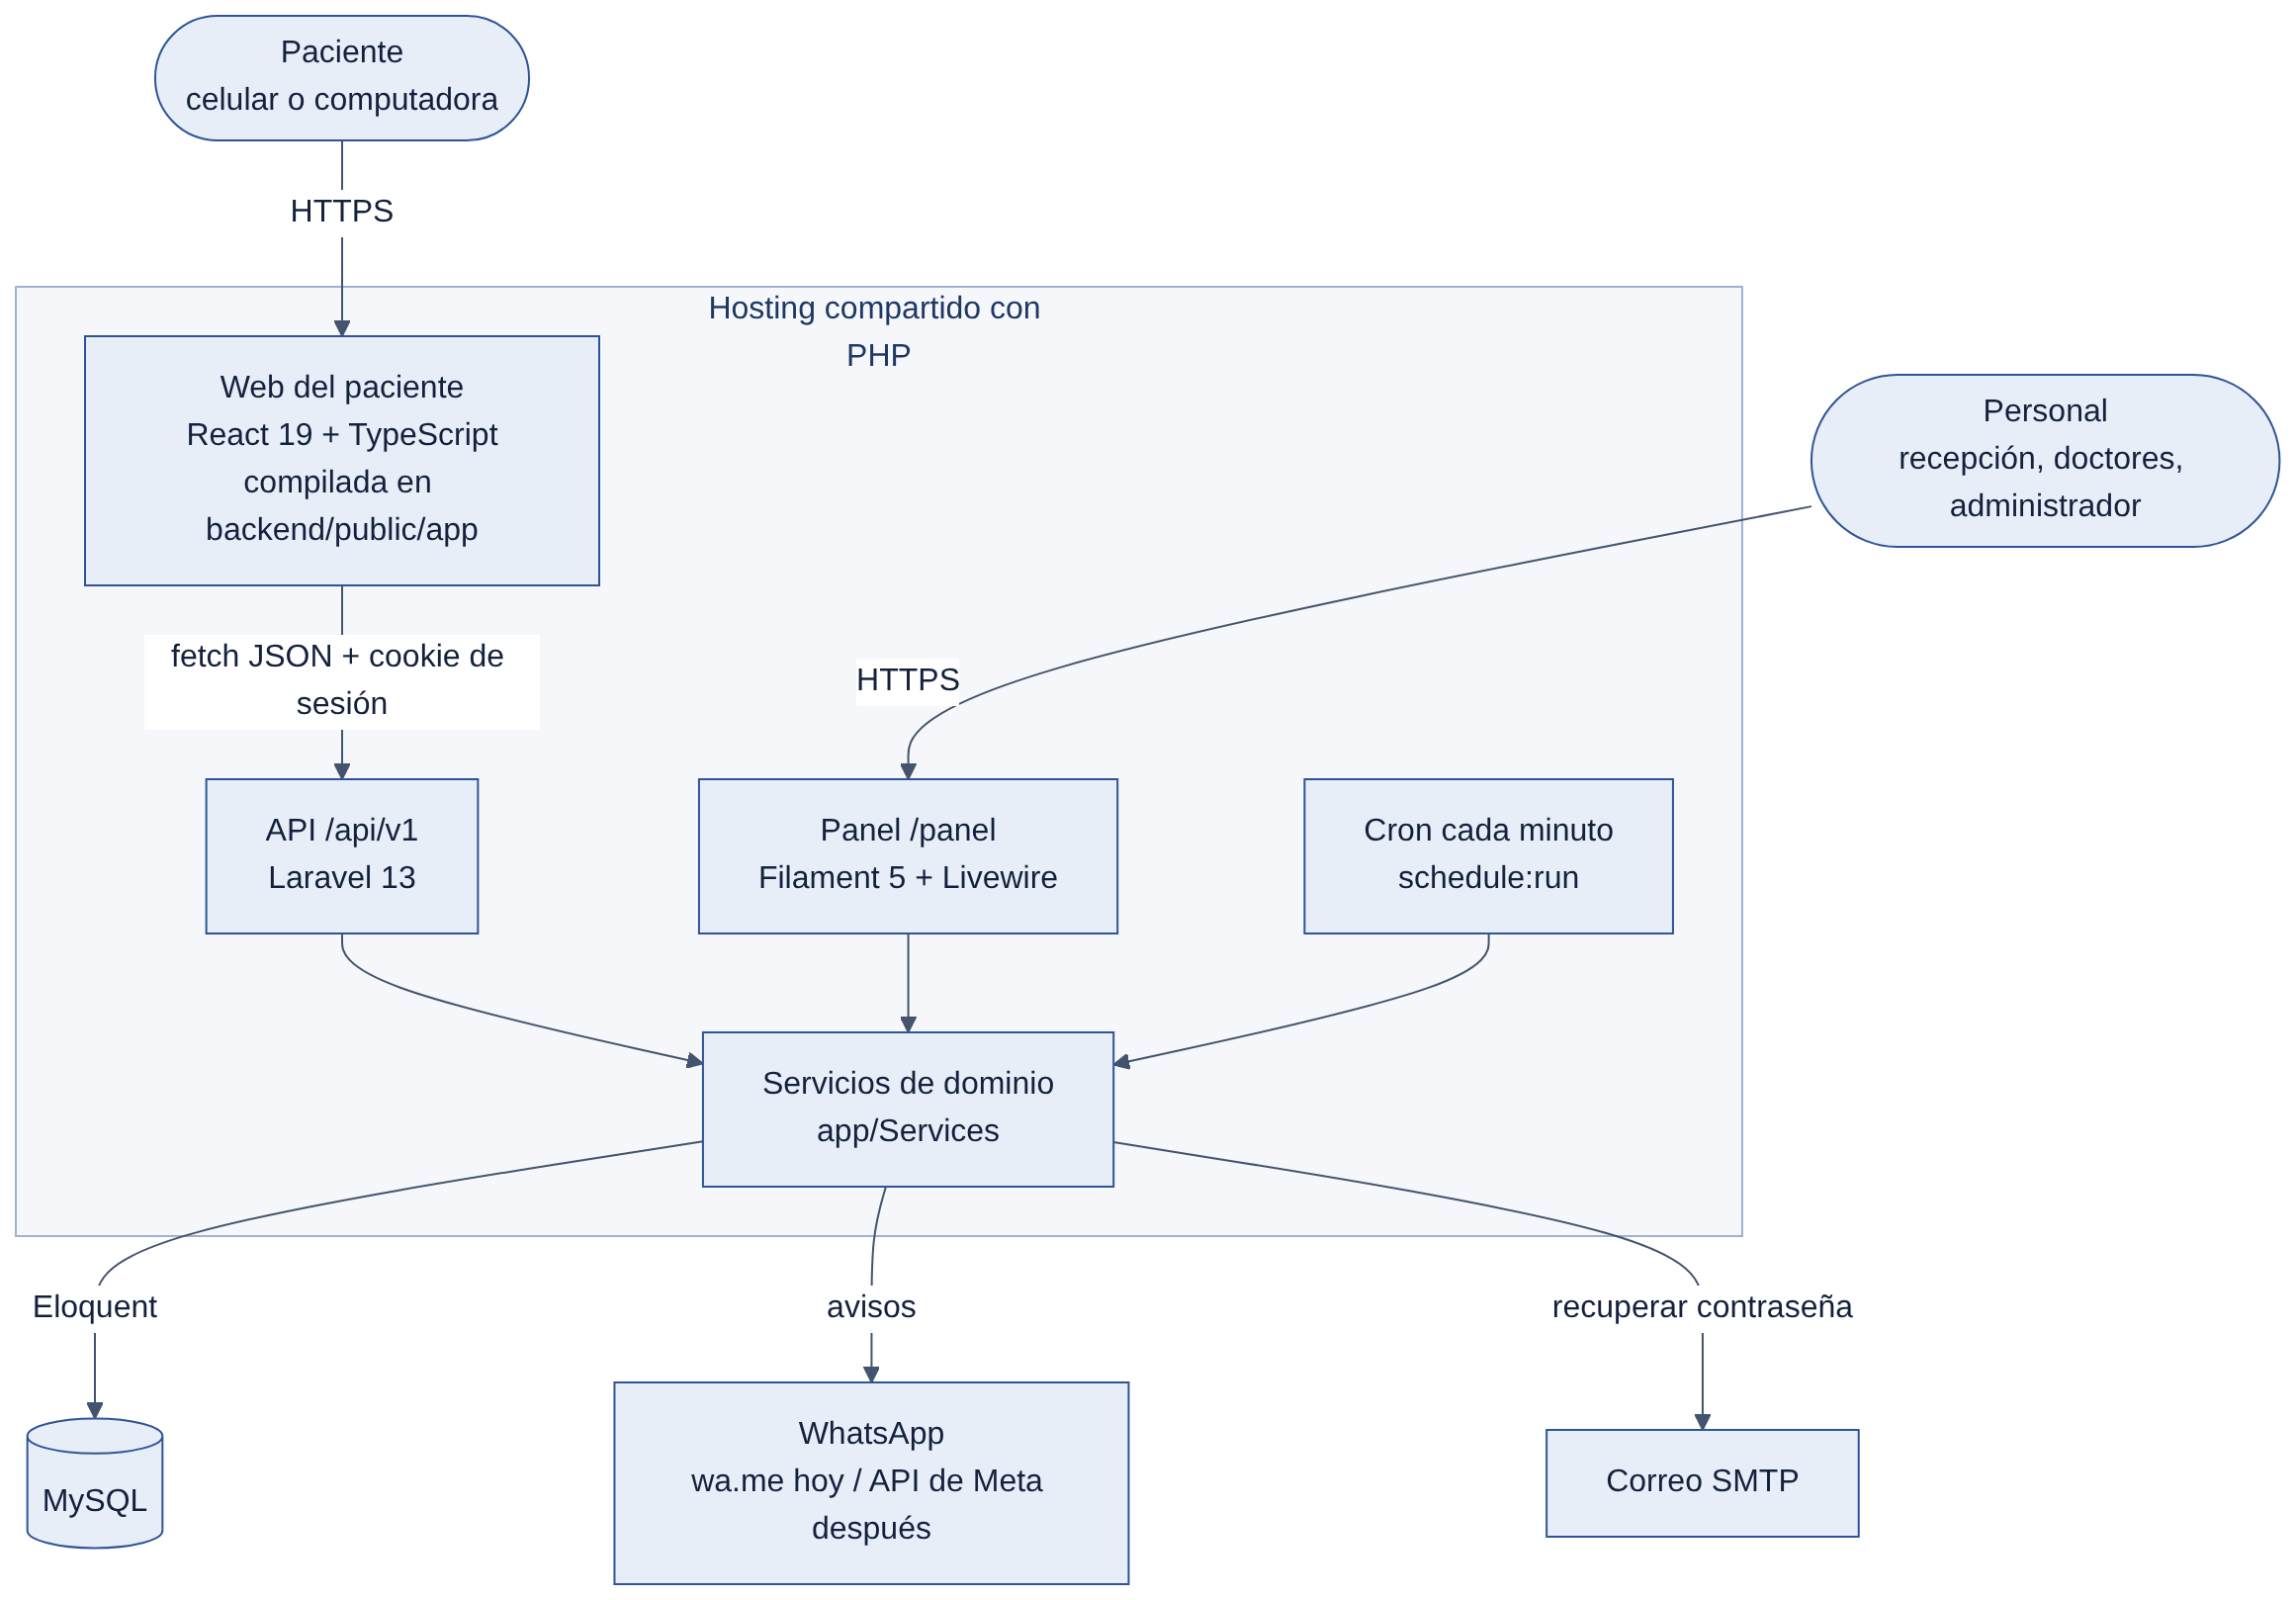 Paciente
celular o computadora
HTTPS
Hosting compartido con
PHP
Web del paciente
React 19 + TypeScript
compilada en
backend/public/app
Personal
recepción, doctores,
administrador
fetch JSON + cookie de
sesión
HTTPS
API /api/v1
Laravel 13
Panel /panel
Filament 5 + Livewire
Cron cada minuto
schedule:run
Servicios de dominio
app/Services
Eloquent
avisos
recuperar contraseña
MySQL
WhatsApp
wa.me hoy / API de Meta
después
Correo SMTP